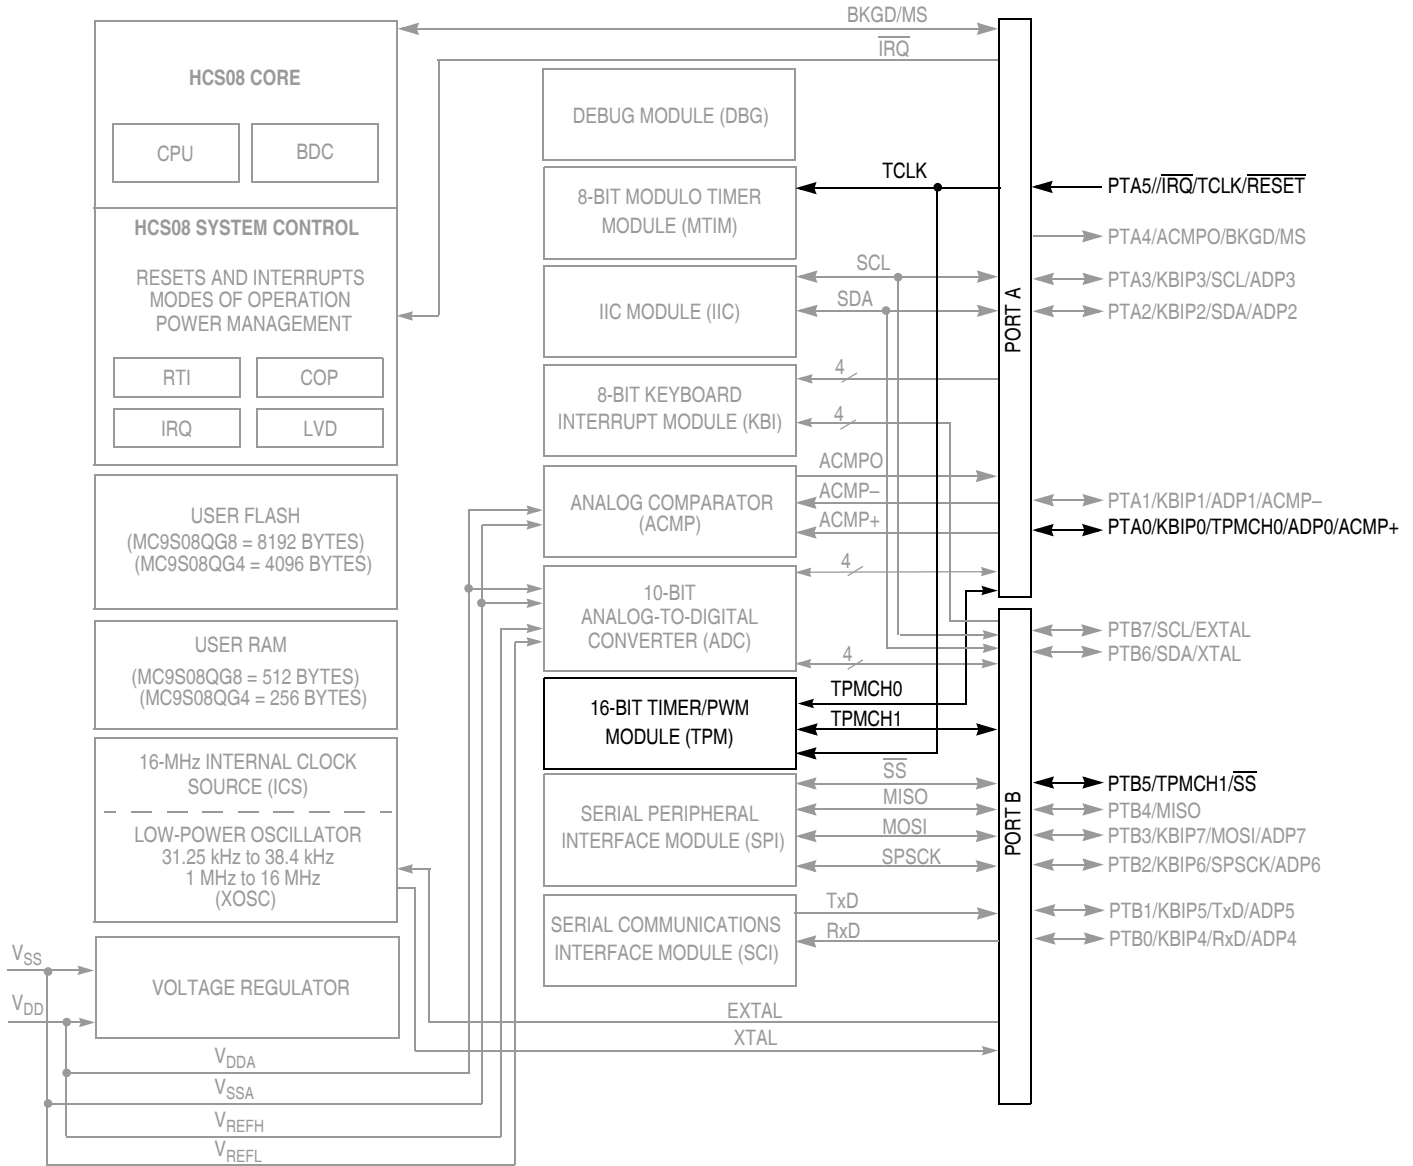 BKGD/MS
IRQ
HCS08 CORE
CPU
BDC
HCS08 SYSTEM CONTROL
RESETS AND INTERRUPTS
MODES OF OPERATION
POWER MANAGEMENT
RTI
COP
IRQ
LVD
USER FLASH
(MC9S08QG8 = 8192 BYTES)
(MC9S08QG4 = 4096 BYTES)
USER RAM
(MC9S08QG8 = 512 BYTES)
(MC9S08QG4 = 256 BYTES)
16-MHz INTERNAL CLOCK
SOURCE (ICS)
LOW-POWER OSCILLATOR
31.25 kHz to 38.4 kHz
1 MHz to 16 MHz
(XOSC)
VSS
VDD
VOLTAGE REGULATOR
VDDA
VSSA
VREFH
VREFL
DEBUG MODULE (DBG)
8-BIT MODULO TIMER
MODULE (MTIM)
TCLK
IIC MODULE (IIC)
SCL
SDA
8-BIT KEYBOARD
INTERRUPT MODULE (KBI)
4
4
ANALOG COMPARATOR
(ACMP)
ACMPO
ACMP–
ACMP+
10-BIT
ANALOG-TO-DIGITAL
CONVERTER (ADC)
4
4
16-BIT TIMER/PWM
MODULE (TPM)
TPMCH0
TPMCH1
SERIAL PERIPHERAL
INTERFACE MODULE (SPI)
SS
MISO
MOSI
SPSCK
SERIAL COMMUNICATIONS
INTERFACE MODULE (SCI)
TxD
RxD
EXTAL
XTAL
PORT A
PORT B
PTA5//IRQ/TCLK/RESET
PTA4/ACMPO/BKGD/MS
PTA3/KBIP3/SCL/ADP3
PTA2/KBIP2/SDA/ADP2
PTA1/KBIP1/ADP1/ACMP–
PTA0/KBIP0/TPMCH0/ADP0/ACMP+
PTB7/SCL/EXTAL
PTB6/SDA/XTAL
PTB5/TPMCH1/SS
PTB4/MISO
PTB3/KBIP7/MOSI/ADP7
PTB2/KBIP6/SPSCK/ADP6
PTB1/KBIP5/TxD/ADP5
PTB0/KBIP4/RxD/ADP4